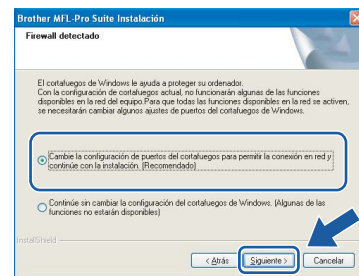 Brother MFL-Pro Suite Instalación
Firewall detectado
El cortafuegos de Windows le ayuda a proteger su ordenador.
Con la configuración de cortafuegos actual, no funcionarán algunas de las funciones
disponibles en la red del equipo.Para que todas las funciones disponibles en la red se activen,
se necesitarán cambiar algunos ajustes de puertos del cortafuegos de Windows.
Cambie la configuración de puertos del cortafuegos para permitir la conexión en red y
continúe con la instalación. (Recomendado)
Continúe sin cambiar la configuración del cortafuegos de Windows. (Algunas de las
funciones no estarán disponibles)
InstallShield
< Atrás Siguiente > Cancelar